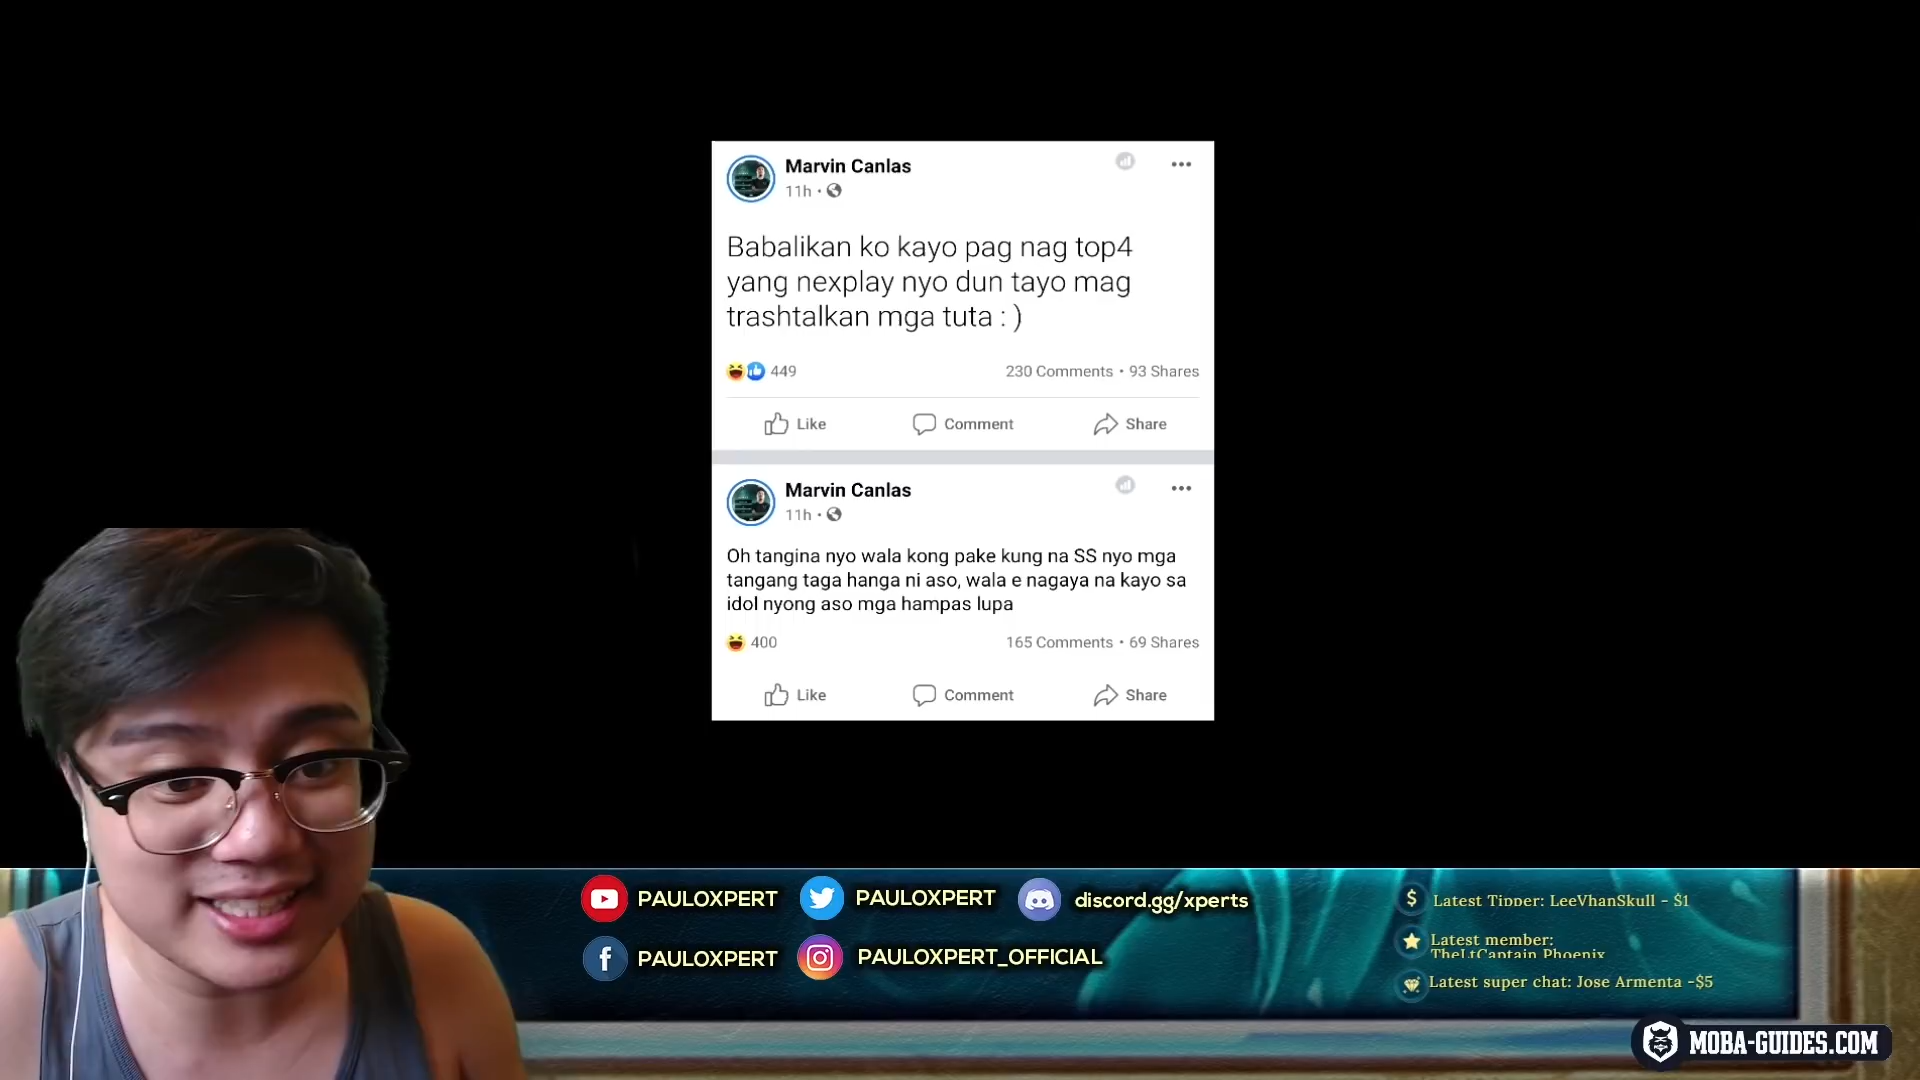 Marvin Canlas
11h
Babalikan ko kayo pag nag top4
yang nexplay nyo dun tayo mag
trashtalkan mga tuta : )
449
230 Comments • 93 Shares
Like
Comment
Share
Marvin Canlas
11h
Oh tangina nyo wala kong pake kung na SS nyo mga
tangang taga hanga ni aso, wala e nagaya na kayo sa
idol nyong aso mga hampas lupa
400
165 Comments • 69 Shares
Like
Comment
Share
PAULOXPERT
PAULOXPERT
discord.gg/xperts
PAULOXPERT
PAULOXPERT_OFFICIAL
Latest Tipper: LeeVhanSkull - $1
Latest member:
TheLtCaptain Phoenix
Latest super chat: Jose Armenta -$5
MOBA-GUIDES.COM